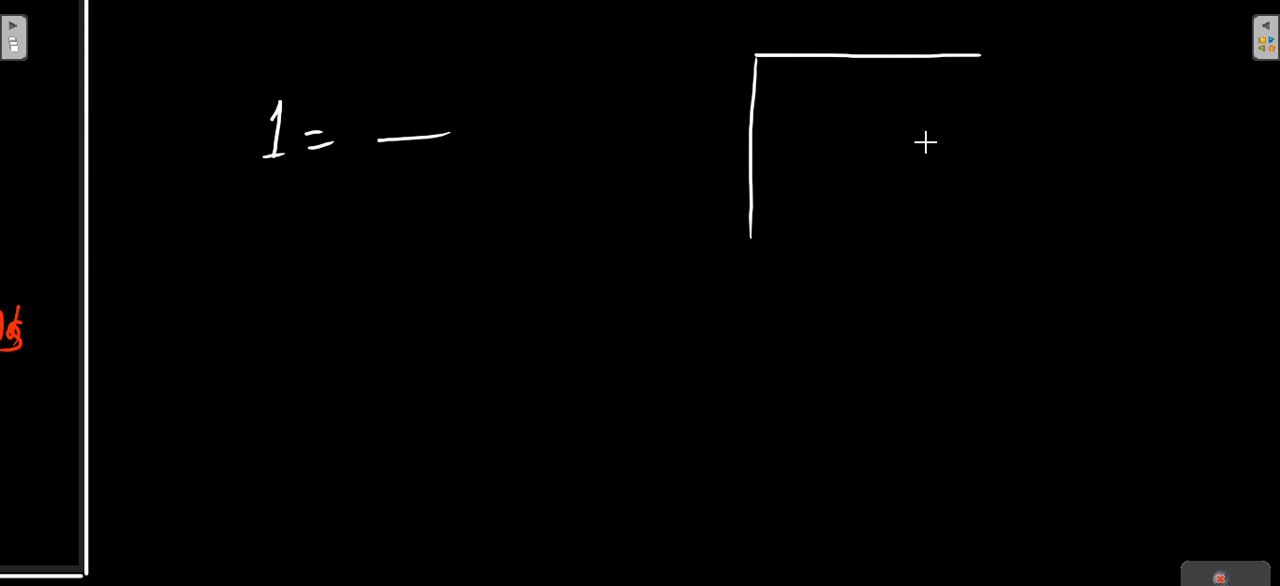 1 = —